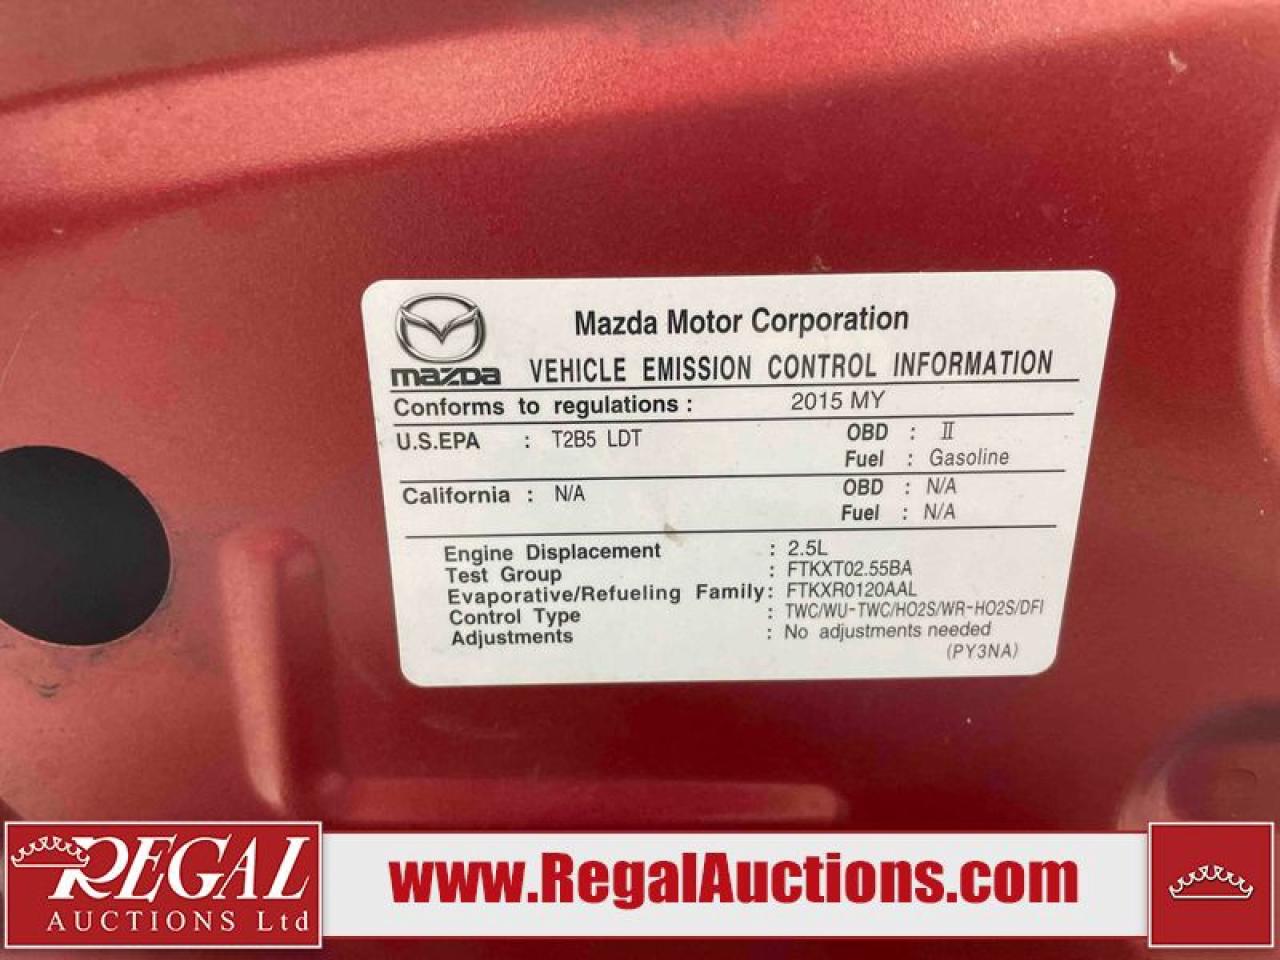 Mazda Motor Corporation
mazda VEHICLE EMISSION CONTROL INFORMATION
Conforms to regulations : 2015 MY
U.S.EPA : T2B5 LDT OBD : II
Fuel : Gasoline
California : N/A OBD : N/A
Fuel : N/A
Engine Displacement : 2.5L
Test Group : FTKXT02.55BA
Evaporative/Refueling Family : FTKXR0120AAL
Control Type : TWC/WU-TWC/HO2S/WR-HO2S/DFI
Adjustments : No adjustments needed
(PY3NA)
REGAL
AUCTIONS Ltd
www.RegalAuctions.com